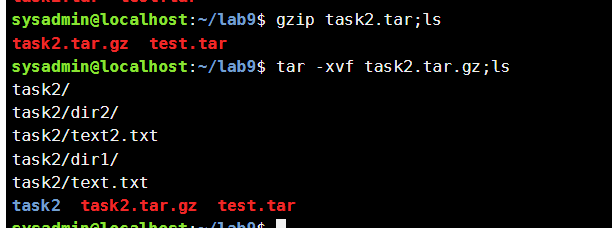 sysadmin@localhost:~/lab9$ gzip task2.tar;ls
task2.tar.gz  test.tar
sysadmin@localhost:~/lab9$ tar -xvf task2.tar.gz;ls
task2/
task2/dir2/
task2/text2.txt
task2/dir1/
task2/text.txt
task2  task2.tar.gz  test.tar
sysadmin@localhost:~/lab9$